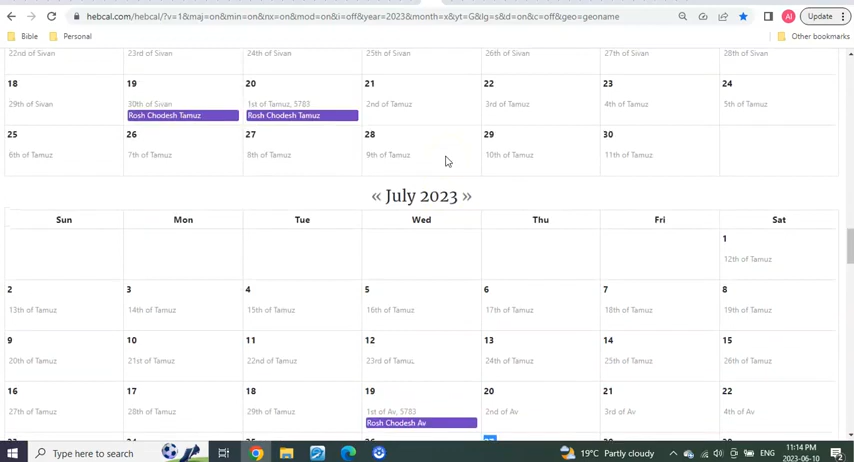 hebcal.com/hebcal/?v=1&maj=on&min=on&nx=on&mod=on&i=off&year=2023&month=x&yt=G&lg=s&d=on&c=off&geo=geoname
AI
Update
Bible
Personal
Other bookmarks
22nd of Sivan 23rd of Sivan 24th of Sivan 25th of Sivan 26th of Sivan 27th of Sivan 28th of Sivan
18 19 20 21 22 23 24
29th of Sivan 30th of Sivan 1st of Tamuz, 5783 2nd of Tamuz 3rd of Tamuz 4th of Tamuz 5th of Tamuz
Rosh Chodesh Tamuz Rosh Chodesh Tamuz
25 26 27 28 29 30
6th of Tamuz 7th of Tamuz 8th of Tamuz 9th of Tamuz 10th of Tamuz 11th of Tamuz
« July 2023 »
Sun Mon Tue Wed Thu Fri Sat
1
12th of Tamuz
2 3 4 5 6 7 8
13th of Tamuz 14th of Tamuz 15th of Tamuz 16th of Tamuz 17th of Tamuz 18th of Tamuz 19th of Tamuz
9 10 11 12 13 14 15
20th of Tamuz 21st of Tamuz 22nd of Tamuz 23rd of Tamuz 24th of Tamuz 25th of Tamuz 26th of Tamuz
16 17 18 19 20 21 22
27th of Tamuz 28th of Tamuz 29th of Tamuz 1st of Av, 5783 2nd of Av 3rd of Av 4th of Av
Rosh Chodesh Av
Type here to search
19°C Partly cloudy
ENG
11:14 PM
2023-06-10
2